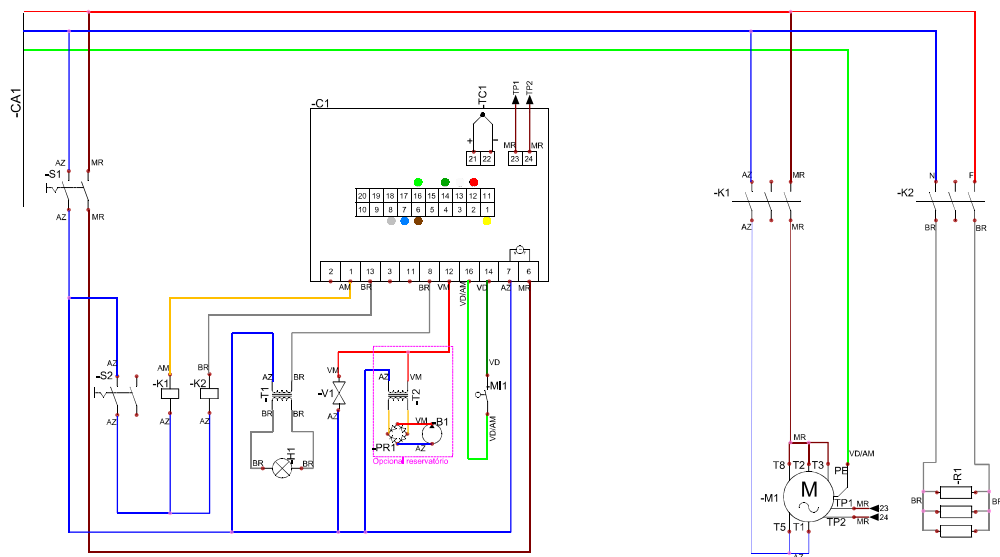 -CA1
-C1
-TC1
+ −
21 22
TP1 TP2
MR MR
23 24
20 19 18 17 16 15 14 13 12 11
10 9 8 7 6 5 4 3 2 1
2 1 13 3 11 8 12 16 14 7 6
AM BR BR VM VD/AM VD AZ MR
AZ MR
-S1
AZ MR
AZ
-S2
AZ
AM
-K1
AZ
BR
-K2
AZ
AZ BR
-T1
BR BR
BR -H1 BR
VM
-V1
AZ
AZ VM
-T2
VM -B1
-PR1 AZ
Opcional reservatório
VD
-MI1
VD/AM
AZ MR
-K1
AZ MR
N F
-K2
BR BR
MR
T8 T2 T3 PE VD/AM
-M1 M
TP1 MR 23
TP2 MR 24
T5 T1
AZ
-R1
BR BR